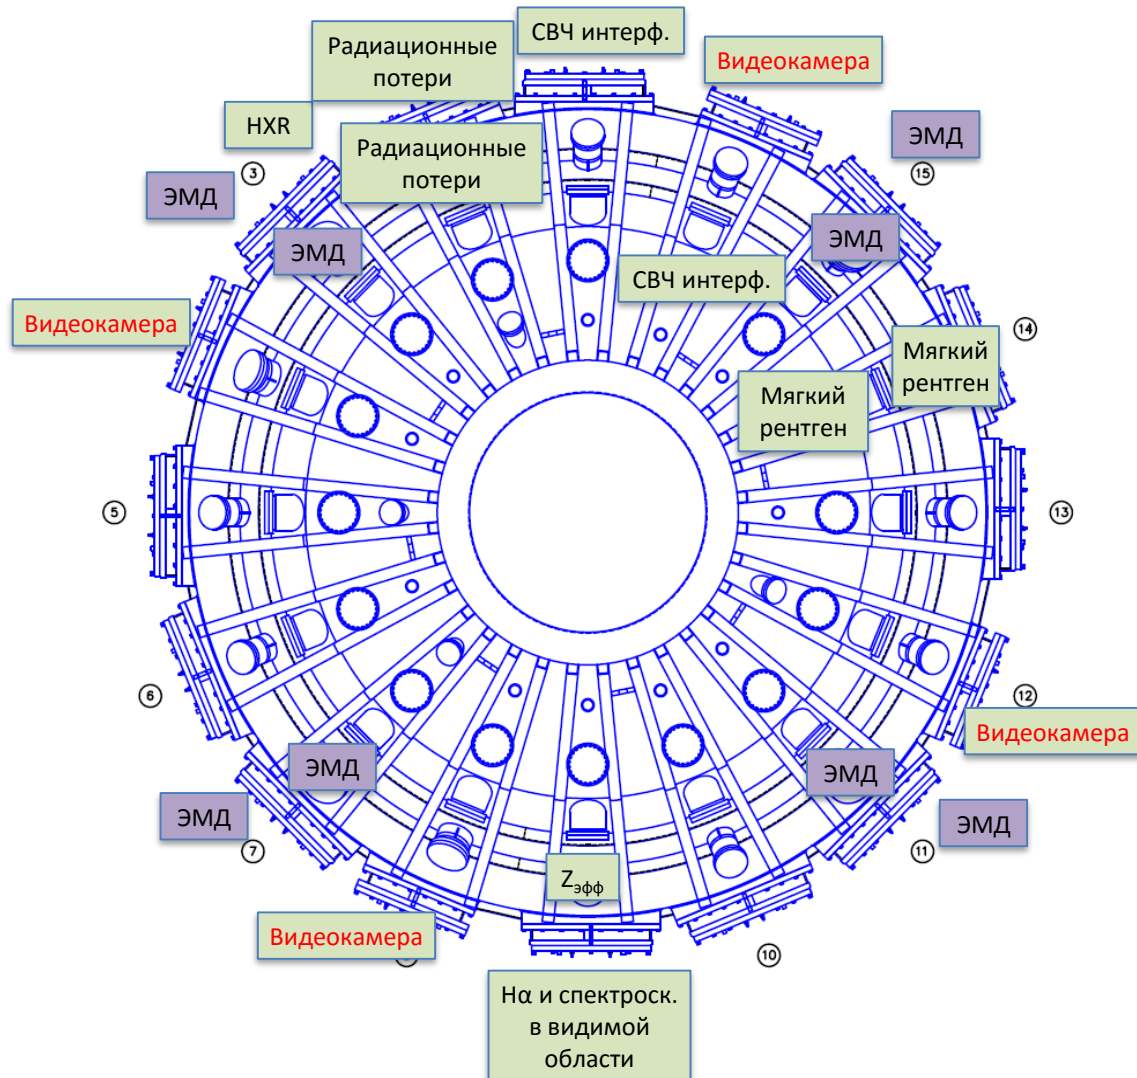 СВЧ интерф.
Радиационные
потери
Видеокамера
HXR
ЭМД
Радиационные
потери
3
15
ЭМД
ЭМД
ЭМД
СВЧ интерф.
Видеокамера
14
Мягкий
рентген
Мягкий
рентген
5
13
6
12
Видеокамера
ЭМД
ЭМД
ЭМД
ЭМД
7
11
Zэфф
Видеокамера
10
Hα и спектроск.
в видимой
области